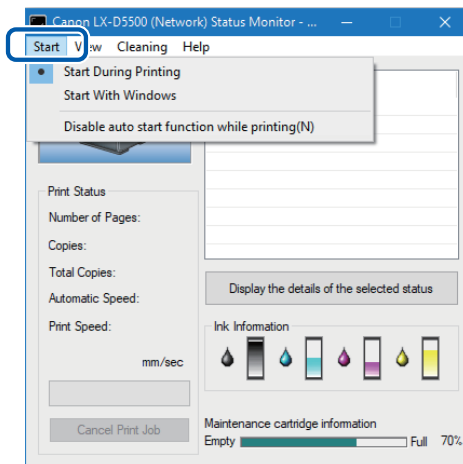 Canon LX-D5500 (Network) Status Monitor - ...
Start View Cleaning Help
Start During Printing
Start With Windows
Disable auto start function while printing(N)
Print Status
Number of Pages:
Copies:
Total Copies:
Automatic Speed:
Print Speed:
mm/sec
Cancel Print Job
Display the details of the selected status
Ink Information
Maintenance cartridge information
Empty Full 70%